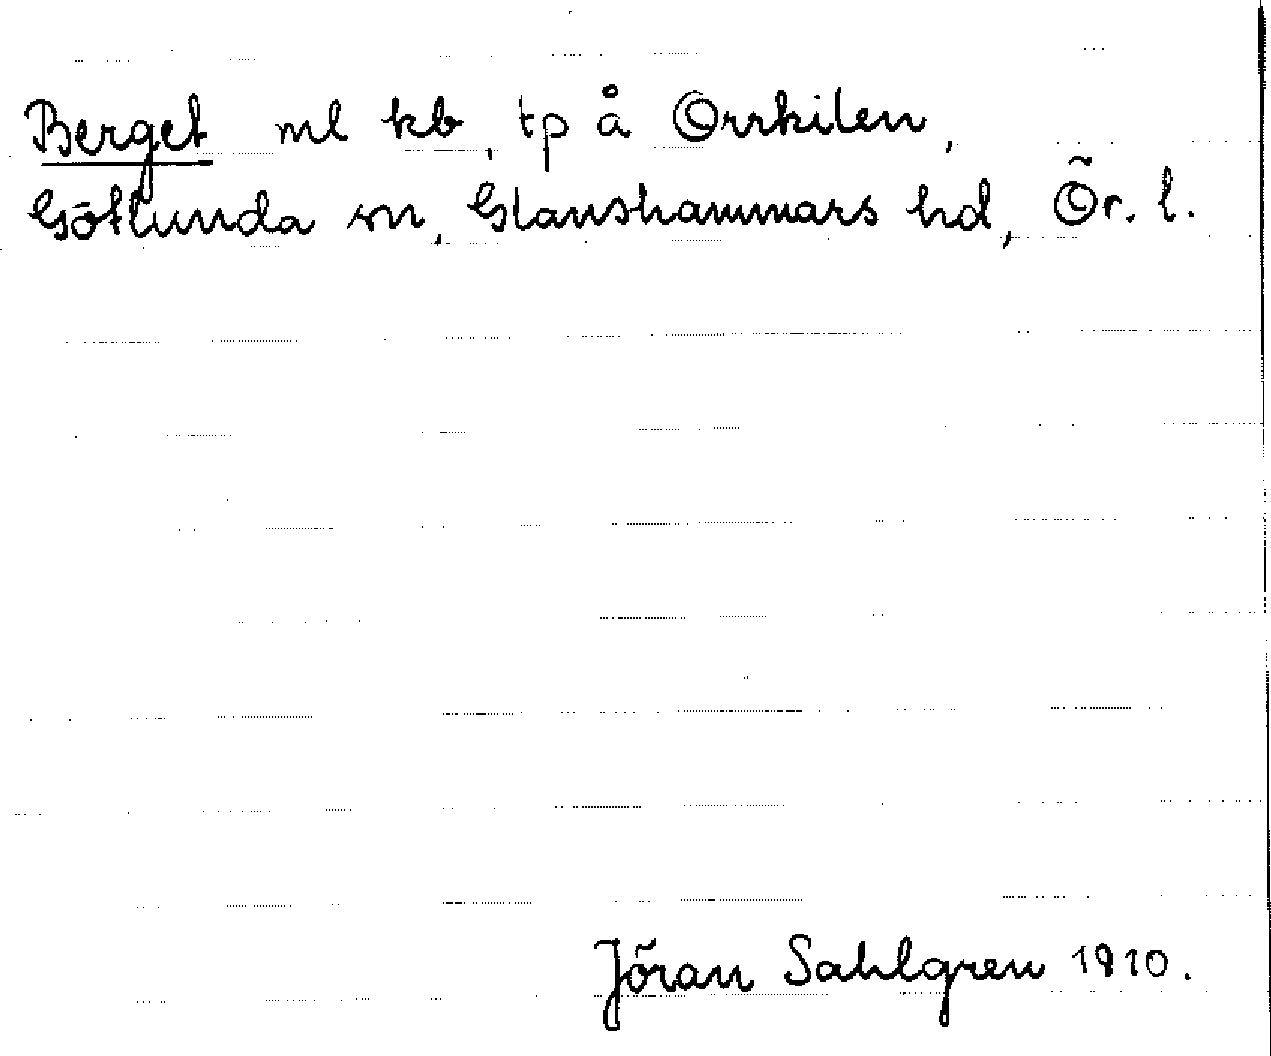 Berget ml kb, tp å Orrkilen,
Götlunda sn, Glanshammars hd, Ör. l.
Jöran Sahlgren 1910.